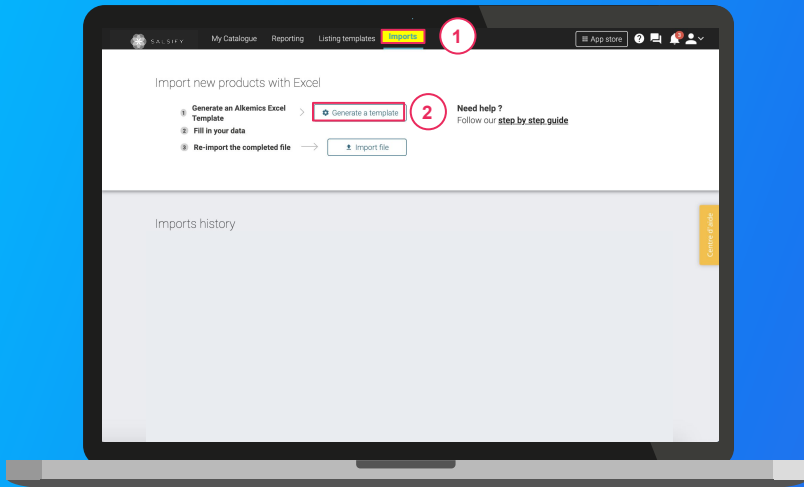 SALSIFY My Catalogue Reporting Listing templates Imports 1 App store ? 3
Import new products with Excel
1 Generate an Alkemics Excel Template
Generate a template 2
2 Fill in your data
3 Re-import the completed file
Import file
Need help ?
Follow our step by step guide
Imports history
Centre d'aide